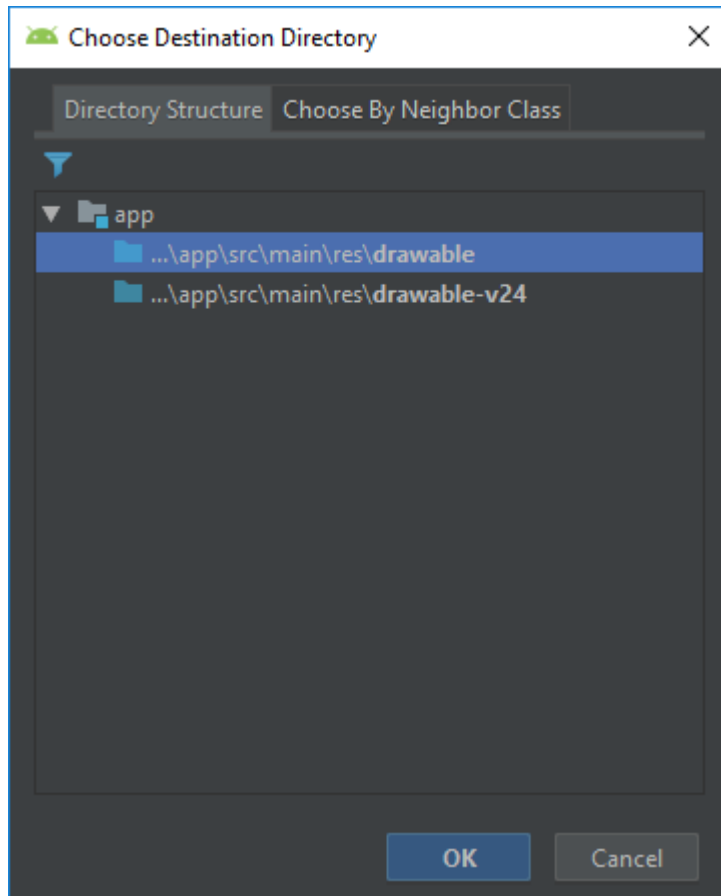 Choose Destination Directory
Directory Structure Choose By Neighbor Class
app
...\app\src\main\res\drawable
...\app\src\main\res\drawable-v24
OK Cancel